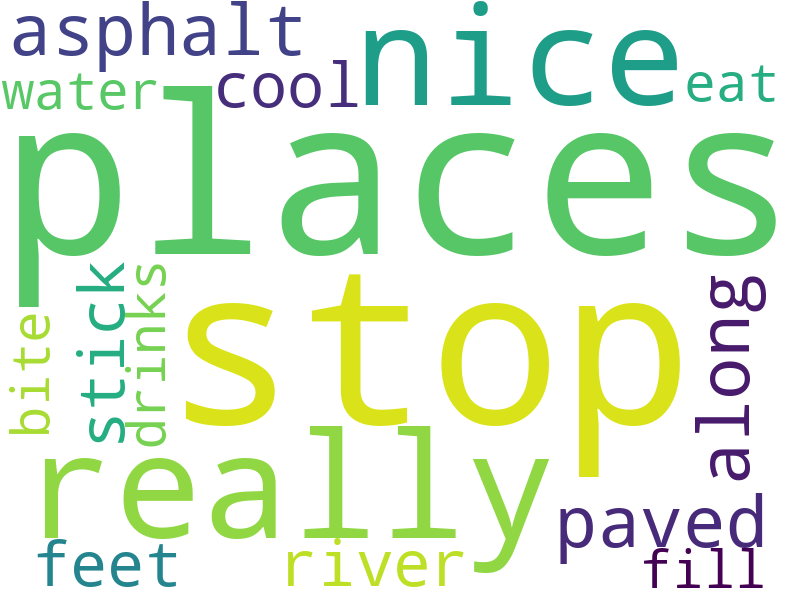 asphalt
nice
water
cool
eat
places
stick
drinks
bite
stop
along
really
paved
feet
river
fill